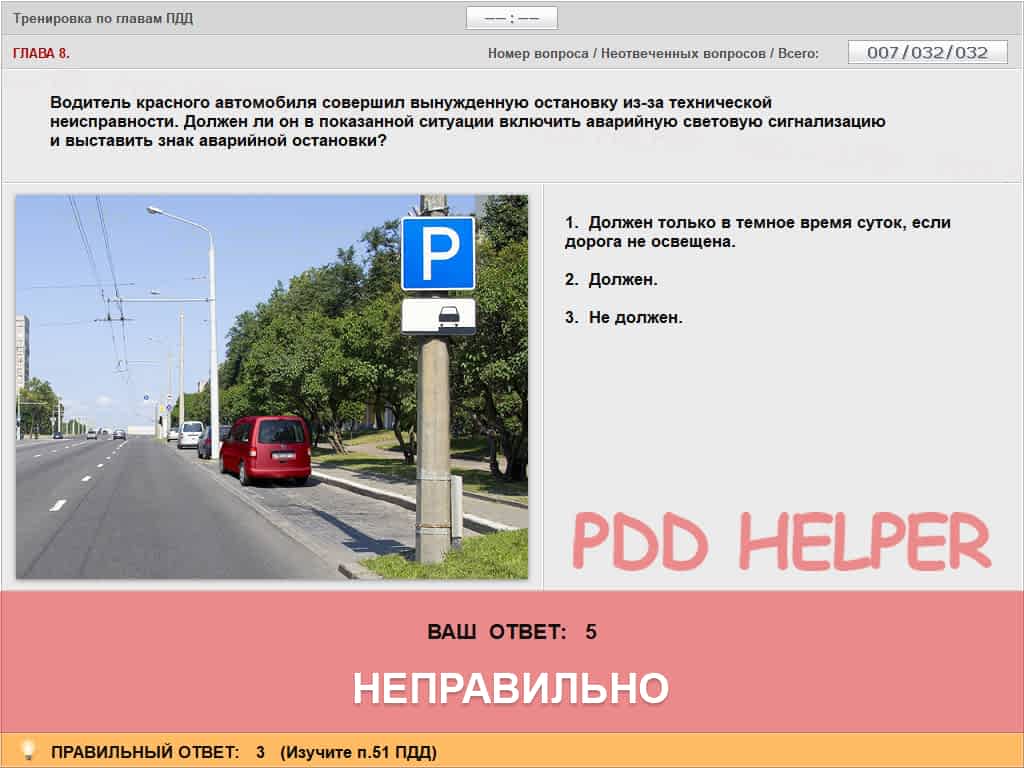 Тренировка по главам ПДД
—— : ——
ГЛАВА 8.
Номер вопроса / Неотвеченных вопросов / Всего:
007/032/032
Водитель красного автомобиля совершил вынужденную остановку из-за технической
неисправности. Должен ли он в показанной ситуации включить аварийную световую сигнализацию
и выставить знак аварийной остановки?
P
1. Должен только в темное время суток, если
дорога не освещена.
2. Должен.
3. Не должен.
PDD HELPER
ВАШ ОТВЕТ: 5
НЕПРАВИЛЬНО
ПРАВИЛЬНЫЙ ОТВЕТ: 3 (Изучите п.51 ПДД)